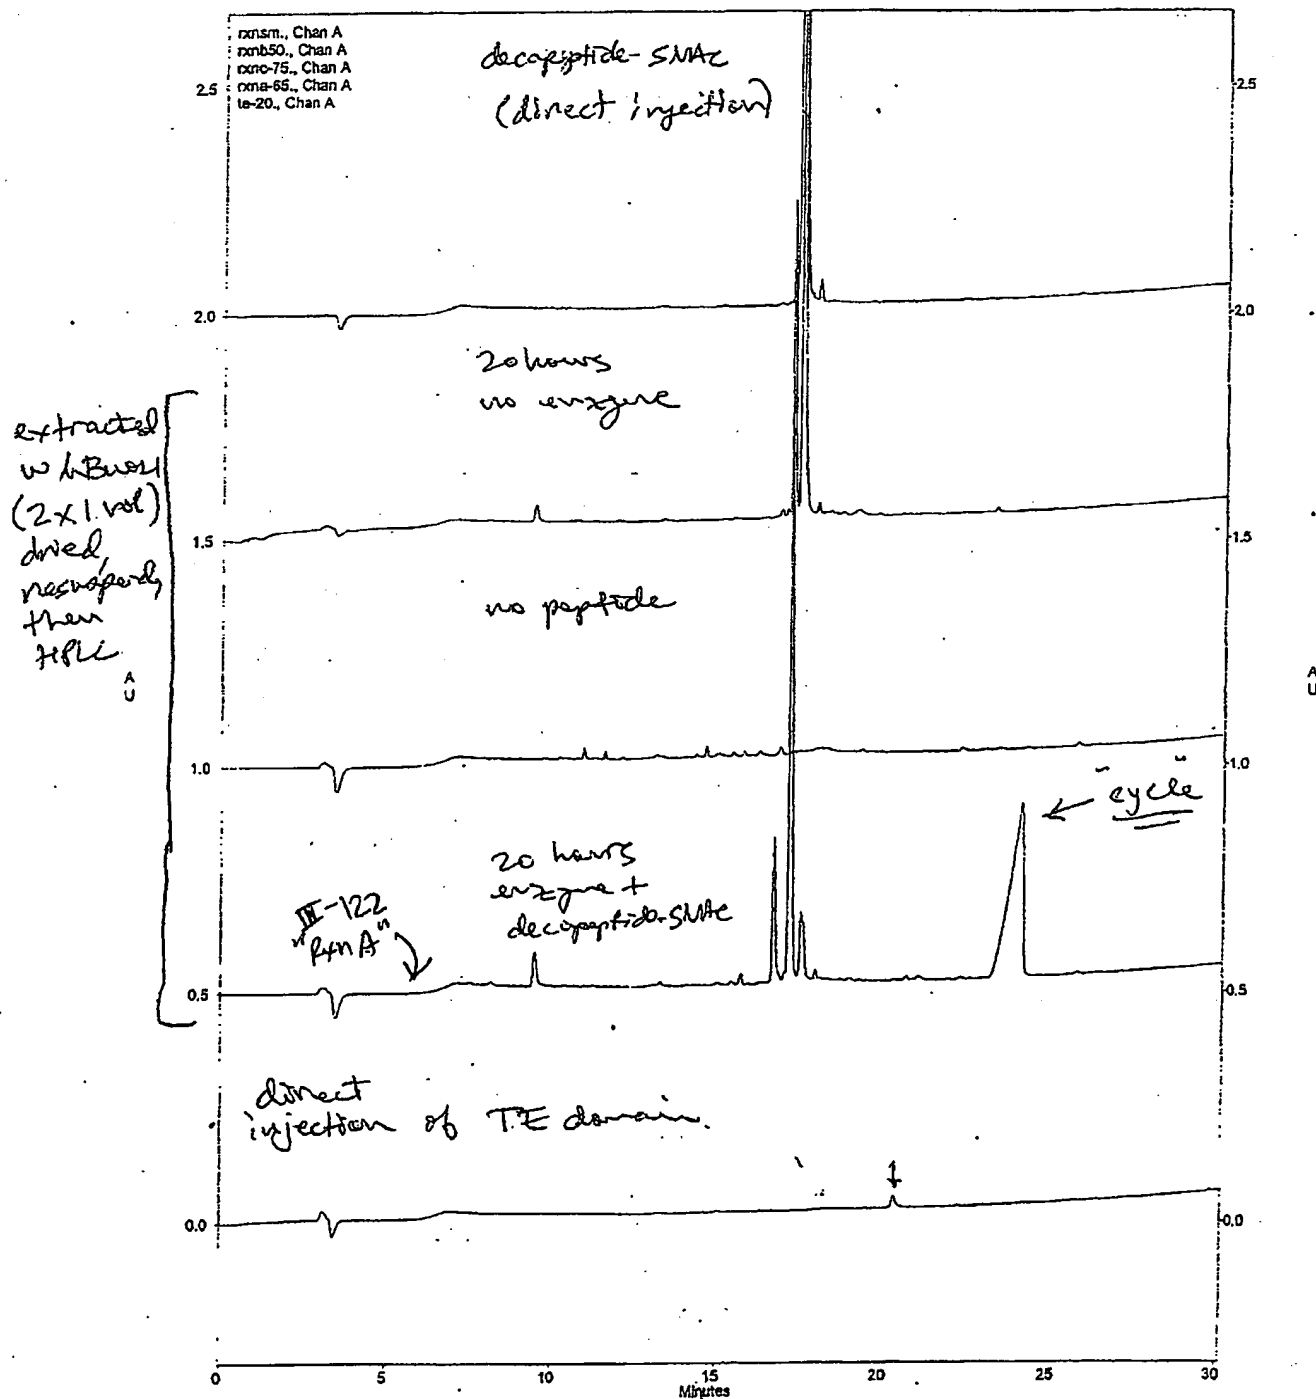 rxnsm., Chan A
rxnb50., Chan A
rxnc-75., Chan A
rxna-65., Chan A
te-20., Chan A
decapeptide-SNAc
(direct injection)
2.5
2.5
2.0
2.0
20 hours
no enzyme
extracted
w nBuOH
(2x1 vol)
dried,
resuspend,
then
HPLC
1.5
1.5
no peptide
A
U
A
U
1.0
1.0
"cycle"
20 hours
enzyme +
decapeptide-SNAc
III-122
"Rxn A"
0.5
0.5
direct
injection of TE domain.
0.0
0.0
0
5
10
15
20
25
30
Minutes